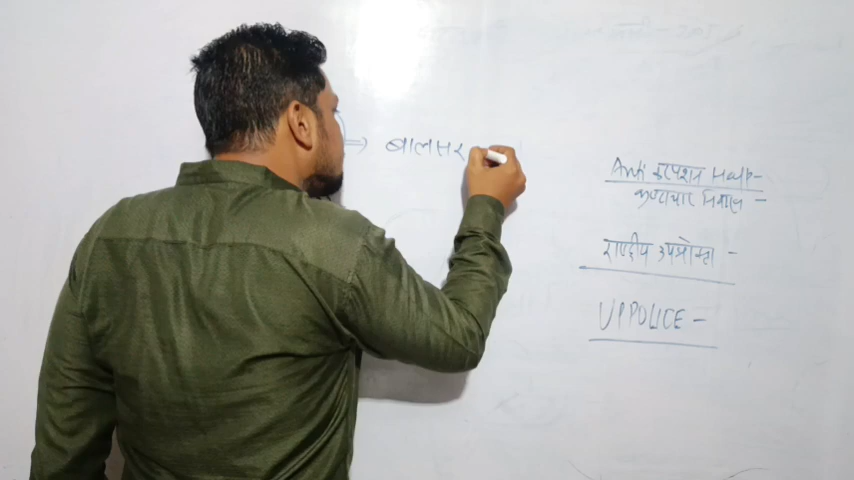 ⇒ बालसर
Anti करप्शन Help-
भ्रष्टाचार निवारण -
राष्ट्रीय उपभोक्ता -
UPPOLICE -